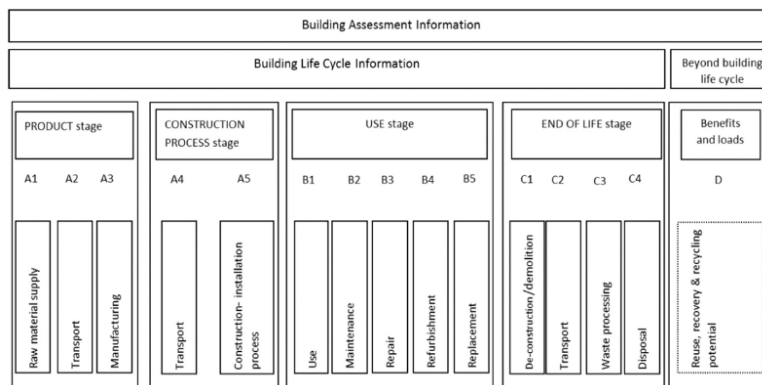 Building Assessment Information
Building Life Cycle Information
Beyond building
life cycle
PRODUCT stage
CONSTRUCTION
PROCESS stage
USE stage
END OF LIFE stage
Benefits
and loads
A1 A2 A3 A4 A5 B1 B2 B3 B4 B5 C1 C2 C3 C4 D
Raw material supply
Transport
Manufacturing
Transport
Construction- installation
process
Use
Maintenance
Repair
Refurbishment
Replacement
De-construction/demolition
Transport
Waste processing
Disposal
Reuse, recovery & recycling
potential